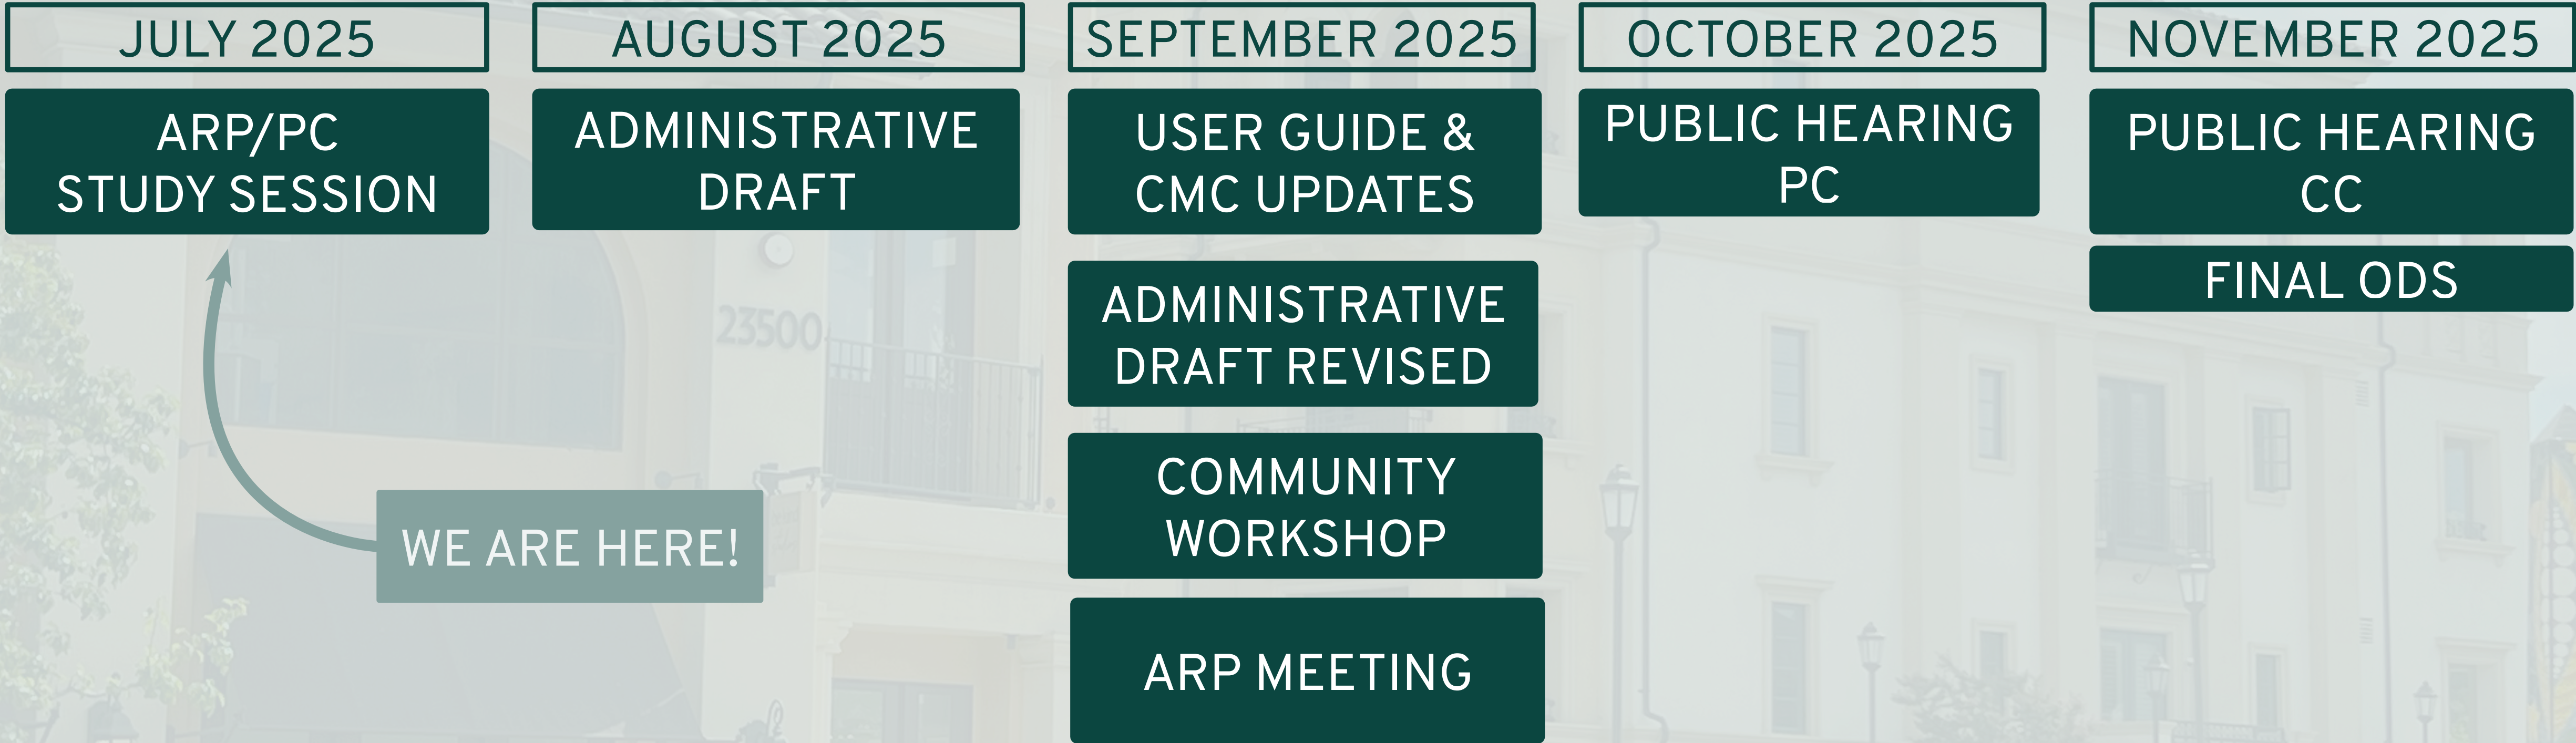 JULY 2025
ARP/PC
STUDY SESSION
AUGUST 2025
ADMINISTRATIVE
DRAFT
SEPTEMBER 2025
USER GUIDE &
CMC UPDATES
ADMINISTRATIVE
DRAFT REVISED
COMMUNITY
WORKSHOP
ARP MEETING
OCTOBER 2025
PUBLIC HEARING
PC
NOVEMBER 2025
PUBLIC HEARING
CC
FINAL ODS
WE ARE HERE!
23500